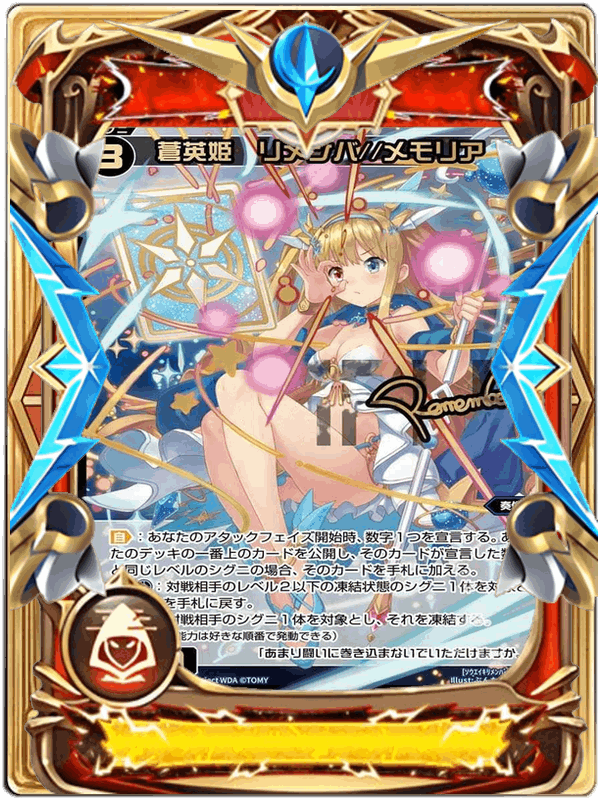 3 蒼英姫 リメンバ//メモリア
Remembe
自：あなたのアタックフェイズ開始時、数字１つを宣言する。あ
たのデッキの一番上のカードを公開し、そのカードが宣言した数
と同じレベルのシグニの場合、そのカードを手札に加える。
：対戦相手のレベル２以下の凍結状態のシグニ１体を対象と
を手札に戻す。
対戦相手のシグニ１体を対象とし、それを凍結する。
能力は好きな順番で発動できる）
「あまり闘いに巻き込まないでいただけますか。
ject WDA ©TOMY
Illust: